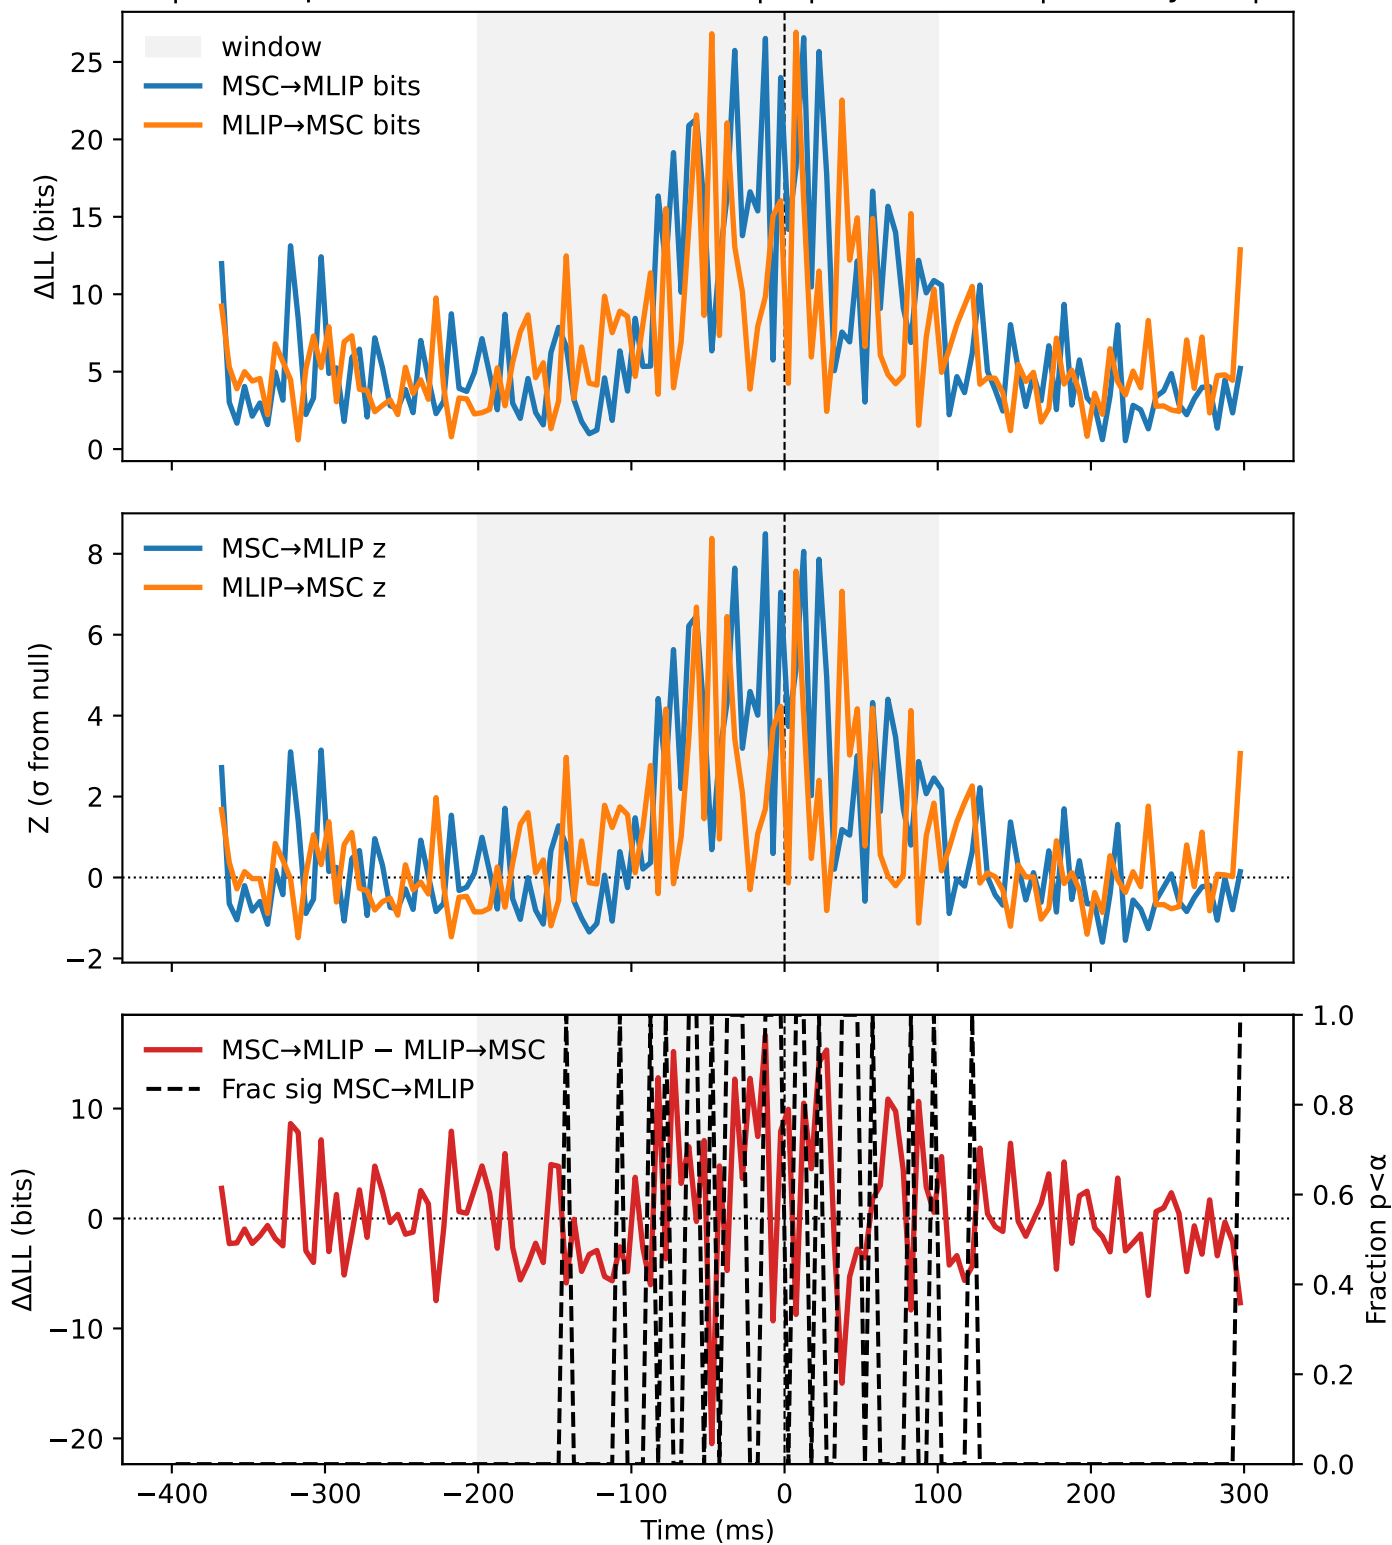 window
MSC→MLIP bits
MLIP→MSC bits
ΔLL (bits)
25
20
15
10
5
0
MSC→MLIP z
MLIP→MSC z
Z (σ from null)
8
6
4
2
0
−2
MSC→MLIP − MLIP→MSC
Frac sig MSC→MLIP
ΔΔLL (bits)
10
0
−10
−20
1.0
0.8
0.6
0.4
0.2
0.0
Fraction p<α
−400
−300
−200
−100
0
100
200
300
Time (ms)